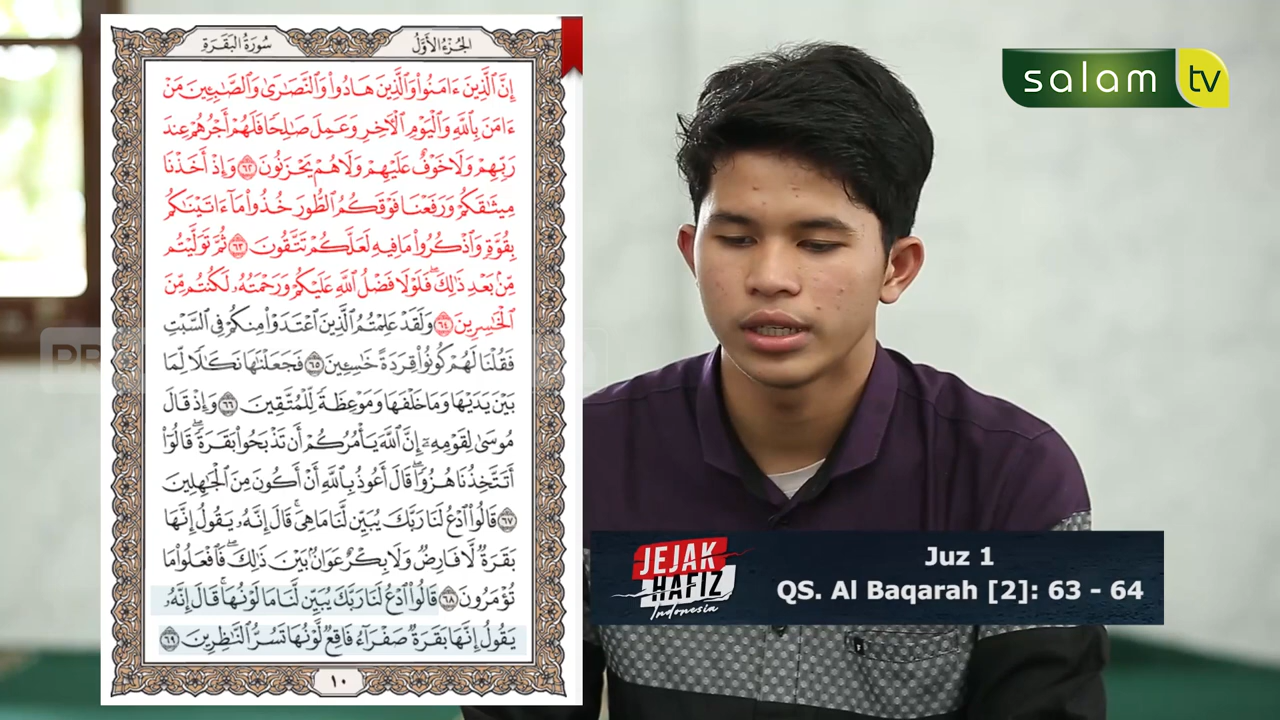 سُورَةُ البَقَرَةِ
الجُزْءُ الأَوَّلُ
إِنَّ ٱلَّذِينَ ءَامَنُوا۟ وَٱلَّذِينَ هَادُوا۟ وَٱلنَّصَٰرَىٰ وَٱلصَّٰبِـِٔينَ مَنْ
ءَامَنَ بِٱللَّهِ وَٱلْيَوْمِ ٱلْءَاخِرِ وَعَمِلَ صَٰلِحًا فَلَهُمْ أَجْرُهُمْ عِندَ
رَبِّهِمْ وَلَا خَوْفٌ عَلَيْهِمْ وَلَا هُمْ يَحْزَنُونَ ٦٢ وَإِذْ أَخَذْنَا
مِيثَٰقَكُمْ وَرَفَعْنَا فَوْقَكُمُ ٱلطُّورَ خُذُوا۟ مَآ ءَاتَيْنَٰكُم
بِقُوَّةٍ وَٱذْكُرُوا۟ مَا فِيهِ لَعَلَّكُمْ تَتَّقُونَ ٦٣ ثُمَّ تَوَلَّيْتُم
مِّنۢ بَعْدِ ذَٰلِكَ ۖ فَلَوْلَا فَضْلُ ٱللَّهِ عَلَيْكُمْ وَرَحْمَتُهُۥ لَكُنتُم مِّنَ
ٱلْخَٰسِرِينَ ٦٤ وَلَقَدْ عَلِمْتُمُ ٱلَّذِينَ ٱعْتَدَوْا۟ مِنكُمْ فِى ٱلسَّبْتِ
فَقُلْنَا لَهُمْ كُونُوا۟ قِرَدَةً خَٰسِـِٔينَ ٦٥ فَجَعَلْنَٰهَا نَكَٰلًا لِّمَا
بَيْنَ يَدَيْهَا وَمَا خَلْفَهَا وَمَوْعِظَةً لِّلْمُتَّقِينَ ٦٦ وَإِذْ قَالَ
مُوسَىٰ لِقَوْمِهِۦٓ إِنَّ ٱللَّهَ يَأْمُرُكُمْ أَن تَذْبَحُوا۟ بَقَرَةً ۖ قَالُوٓا۟
أَتَتَّخِذُنَا هُزُوًا ۖ قَالَ أَعُوذُ بِٱللَّهِ أَنْ أَكُونَ مِنَ ٱلْجَٰهِلِينَ
٦٧ قَالُوا۟ ٱدْعُ لَنَا رَبَّكَ يُبَيِّن لَّنَا مَا هِىَ ۚ قَالَ إِنَّهُۥ يَقُولُ إِنَّهَا
بَقَرَةٌ لَّا فَارِضٌ وَلَا بِكْرٌ عَوَانٌۢ بَيْنَ ذَٰلِكَ ۖ فَٱفْعَلُوا۟ مَا
تُؤْمَرُونَ ٦٨ قَالُوا۟ ٱدْعُ لَنَا رَبَّكَ يُبَيِّن لَّنَا مَا لَوْنُهَا ۚ قَالَ إِنَّهُۥ
يَقُولُ إِنَّهَا بَقَرَةٌ صَفْرَآءُ فَاقِعٌ لَّوْنُهَا تَسُرُّ ٱلنَّٰظِرِينَ ٦٩
١٠
salam tv
JEJAK
HAFIZ
Indonesia
Juz 1
QS. Al Baqarah [2]: 63 - 64